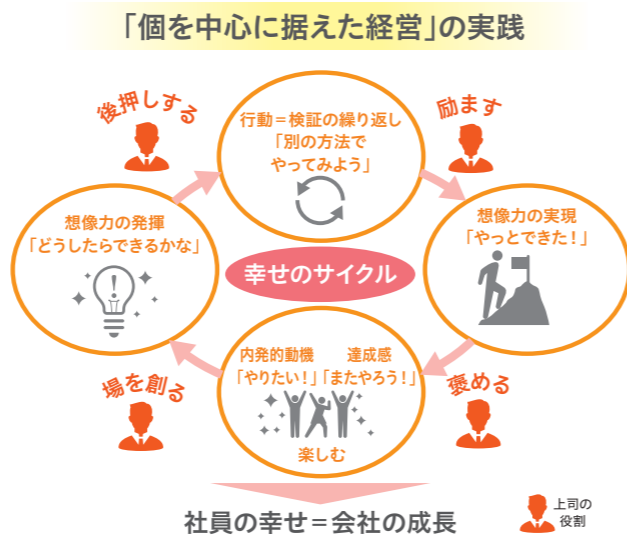 「個を中心に据えた経営」の実践
後押しする
励ます
行動＝検証の繰り返し
「別の方法で
やってみよう」
想像力の発揮
「どうしたらできるかな」
!
想像力の実現
「やっとできた！」
幸せのサイクル
内発的動機 達成感
「やりたい！」「またやろう！」
楽しむ
場を創る
褒める
社員の幸せ＝会社の成長
上司の
役割